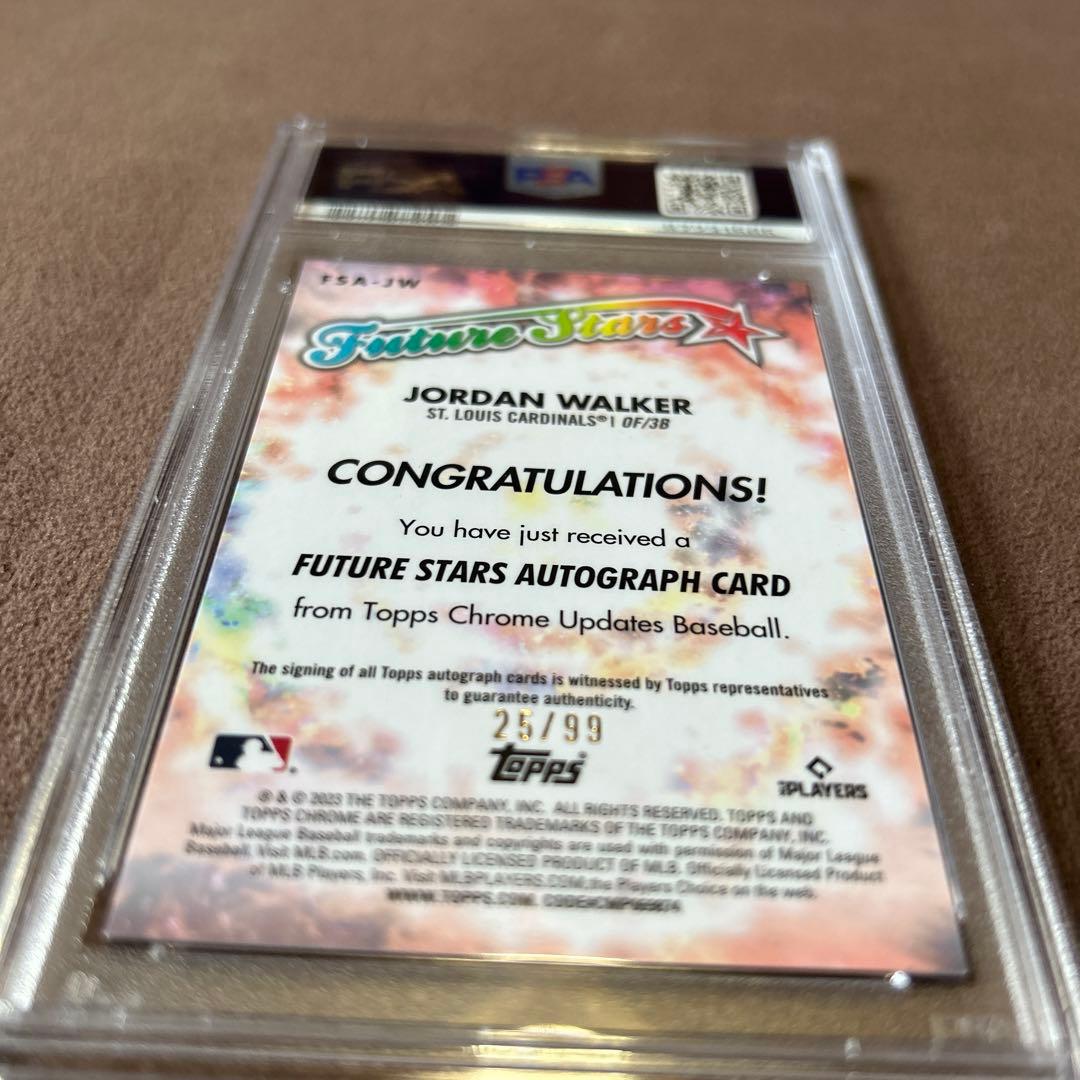 PSA
FSA-JW
Future Stars
JORDAN WALKER
ST. LOUIS CARDINALS® | OF/3B
CONGRATULATIONS!
You have just received a
FUTURE STARS AUTOGRAPH CARD
from Topps Chrome Updates Baseball.
The signing of all Topps autograph cards is witnessed by Topps representatives
to guarantee authenticity.
25/99
Topps
PLAYERS
® & © 2023 THE TOPPS COMPANY, INC. ALL RIGHTS RESERVED. TOPPS AND
TOPPS CHROME ARE REGISTERED TRADEMARKS OF THE TOPPS COMPANY, INC.
Major League Baseball trademarks and copyrights are used with permission of Major League
Baseball. Visit MLB.com. OFFICIALLY LICENSED PRODUCT OF MLB. Officially Licensed Product
of MLB Players, Inc. Visit MLBPLAYERS.COM, the Players Choice on the web.
WWW.TOPPS.COM